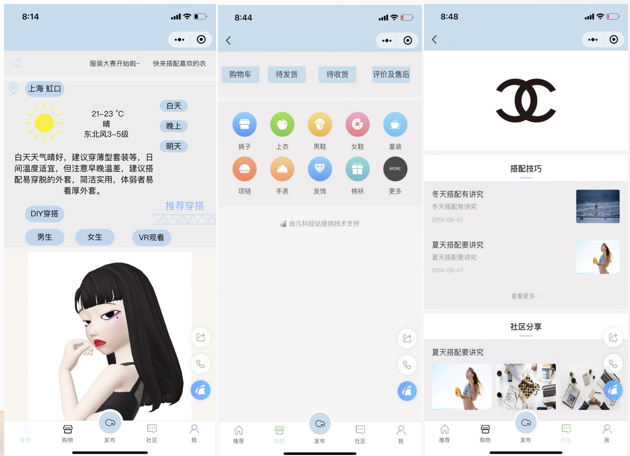 8:14
服装大赛开始啦~ 快来搭配喜欢的衣
上海 虹口
白天
21-23 °C
晴
东北风3-5级
晚上
明天
白天天气晴好，建议穿薄型套装等，日
间温度适宜，但注意早晚温差，建议搭
配易穿脱的外套，简洁实用，体弱者易
着厚外套。
DIY穿搭
推荐穿搭
男生
女生
VR观看
推荐
购物
发布
社区
我
8:44
购物车
待发货
待收货
评价及售后
裤子
上衣
男鞋
女鞋
童装
MORE
项链
手表
发饰
棉袄
更多
由凡科轻站提供技术支持
推荐
购物
发布
社区
我
8:48
搭配技巧
冬天搭配有讲究
冬天搭配有讲究
2018-08-07
夏天搭配要讲究
夏天搭配要讲究
2018-08-07
查看更多
社区分享
夏天搭配要讲究
推荐
购物
发布
社区
我